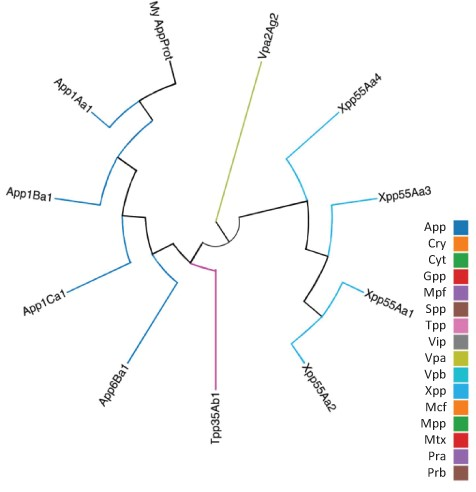 My AppProt
Vpa2Ag2
App1Aa1
Xpp55Aa4
App1Ba1
Xpp55Aa3
App1Ca1
Xpp55Aa1
App6Ba1
Tpp35Ab1
Xpp55Aa2
App
Cry
Cyt
Gpp
Mpf
Spp
Tpp
Vip
Vpa
Vpb
Xpp
Mcf
Mpp
Mtx
Pra
Prb